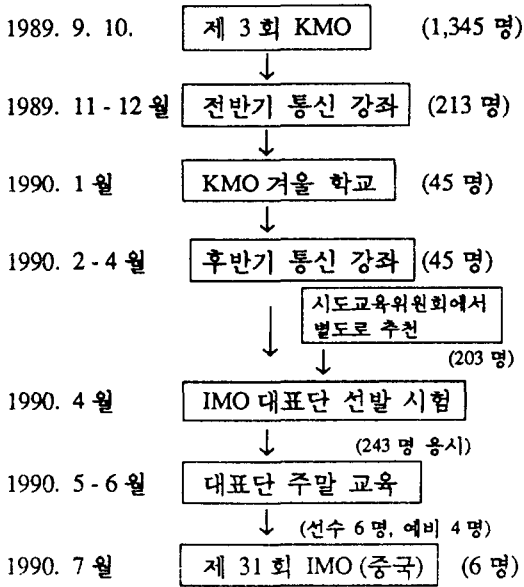 1989. 9. 10. 제 3 회 KMO (1,345 명)
1989. 11 - 12 월 전반기 통신 강좌 (213 명)
1990. 1 월 KMO 겨울 학교 (45 명)
1990. 2 - 4 월 후반기 통신 강좌 (45 명)
시도교육위원회에서
별도로 추천
(203 명)
1990. 4 월 IMO 대표단 선발 시험
(243 명 응시)
1990. 5 - 6 월 대표단 주말 교육
(선수 6 명, 예비 4 명)
1990. 7 월 제 31 회 IMO (중국) (6 명)